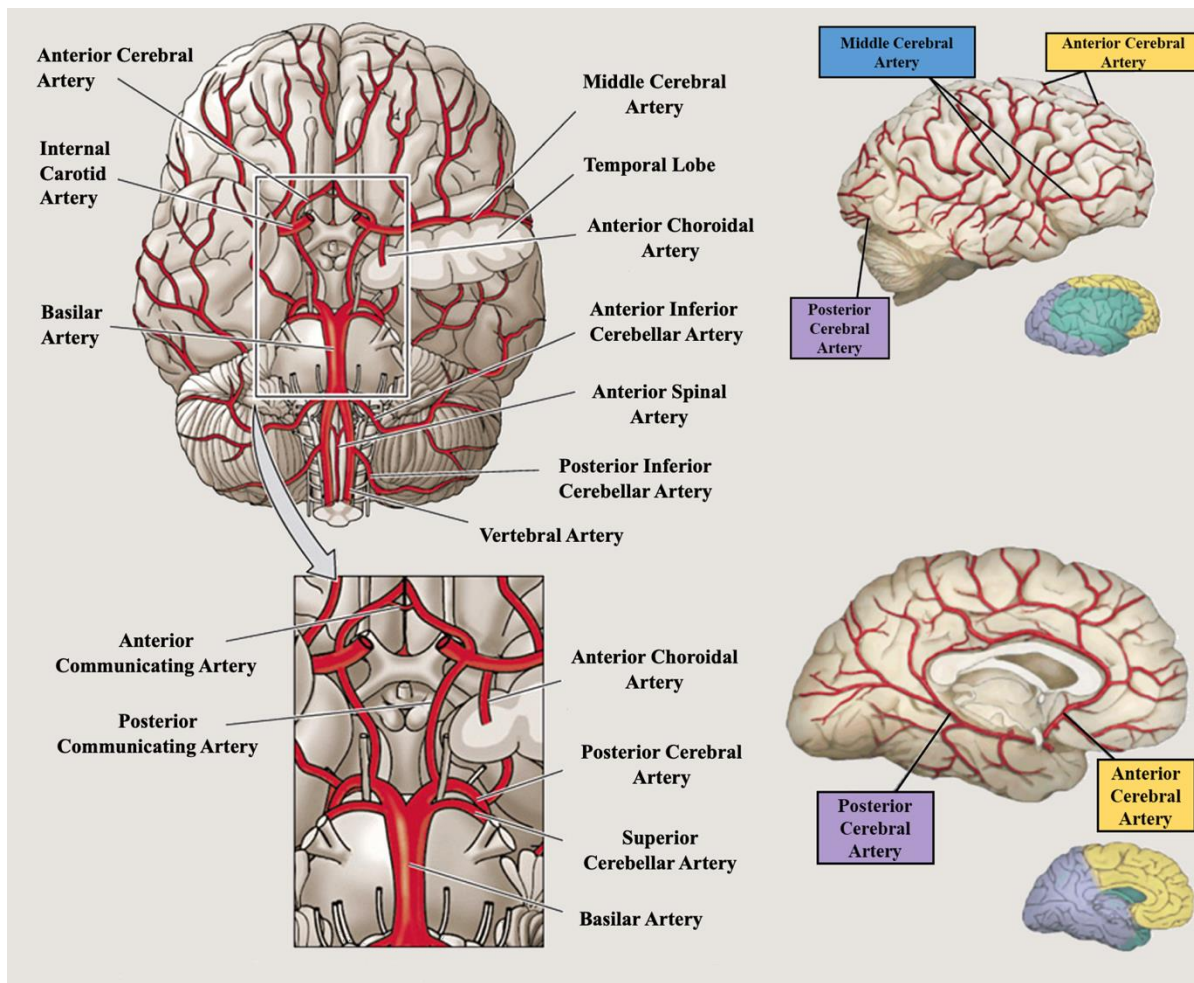 Anterior Cerebral
Artery
Internal
Carotid
Artery
Basilar
Artery
Middle Cerebral
Artery
Temporal Lobe
Anterior Choroidal
Artery
Anterior Inferior
Cerebellar Artery
Anterior Spinal
Artery
Posterior Inferior
Cerebellar Artery
Vertebral Artery
Anterior
Communicating Artery
Posterior
Communicating Artery
Anterior Choroidal
Artery
Posterior Cerebral
Artery
Superior
Cerebellar Artery
Basilar Artery
Middle Cerebral
Artery
Anterior Cerebral
Artery
Posterior
Cerebral
Artery
Posterior
Cerebral
Artery
Anterior
Cerebral
Artery